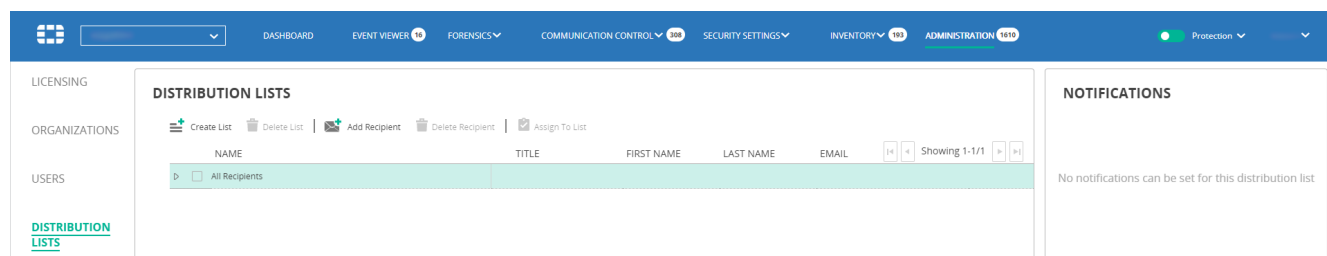 DASHBOARD EVENT VIEWER 16 FORENSICS COMMUNICATION CONTROL 308 SECURITY SETTINGS INVENTORY 193 ADMINISTRATION 1610 Protection
LICENSING
ORGANIZATIONS
USERS
DISTRIBUTION
LISTS
DISTRIBUTION LISTS
Create List Delete List Add Recipient Delete Recipient Assign To List
NAME TITLE FIRST NAME LAST NAME EMAIL Showing 1-1/1
All Recipients
NOTIFICATIONS
No notifications can be set for this distribution list